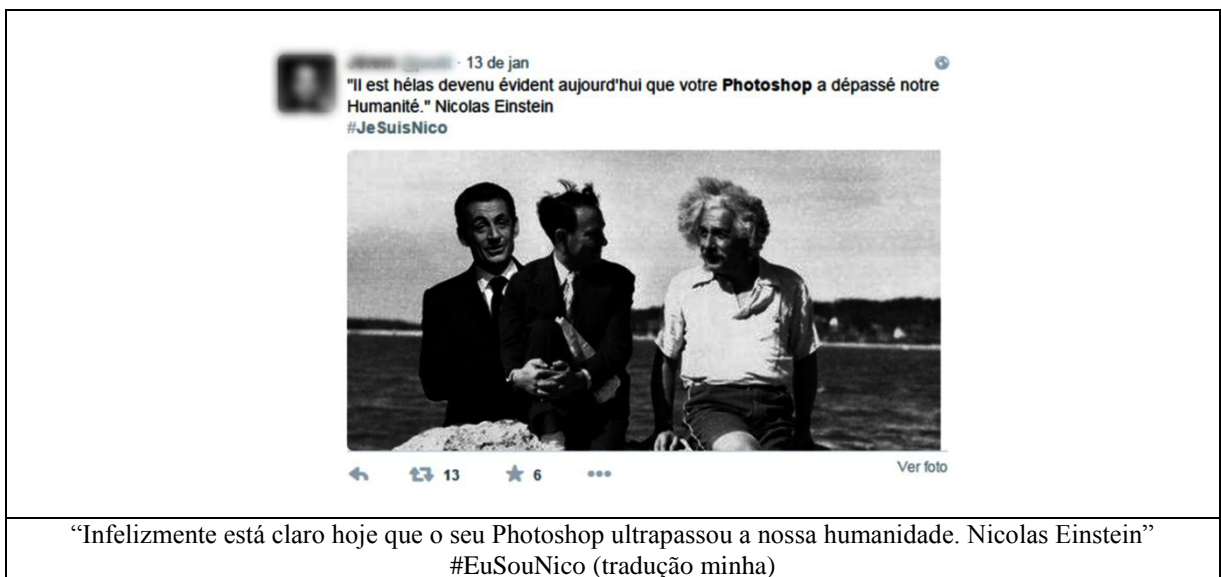 · 13 de jan
"Il est hélas devenu évident aujourd'hui que votre Photoshop a dépassé notre
Humanité." Nicolas Einstein
#JeSuisNico
13 6
Ver foto
“Infelizmente está claro hoje que o seu Photoshop ultrapassou a nossa humanidade. Nicolas Einstein”
#EuSouNico (tradução minha)